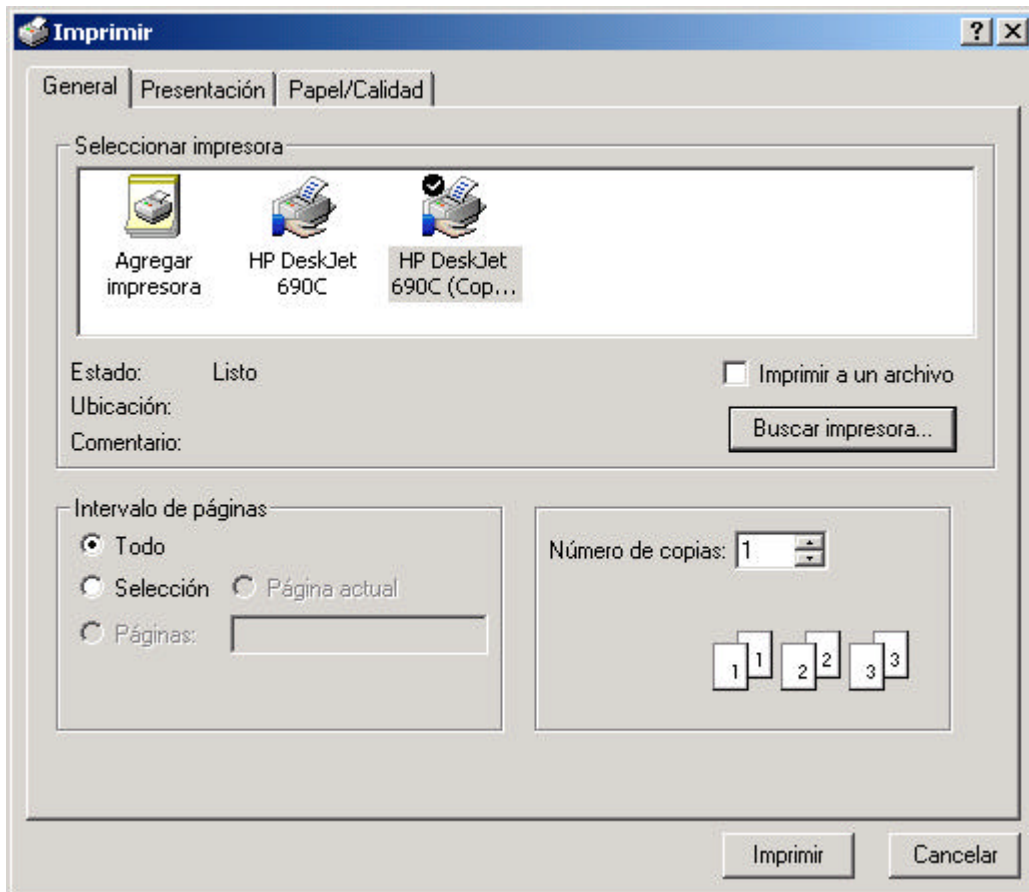 Imprimir
General Presentación Papel/Calidad
Seleccionar impresora
Agregar impresora
HP DeskJet 690C
HP DeskJet 690C (Cop...
Estado: Listo
Imprimir a un archivo
Ubicación:
Buscar impresora...
Comentario:
Intervalo de páginas
Todo
Selección Página actual
Páginas:
Número de copias: 1
1 1 2 2 3 3
Imprimir Cancelar